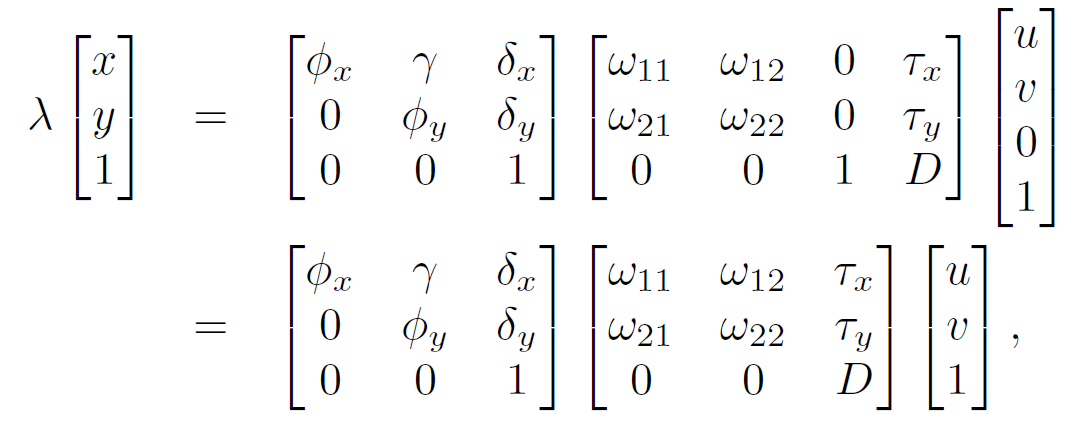 λ [x; y; 1] = [φ_x γ δ_x; 0 φ_y δ_y; 0 0 1] [ω_11 ω_12 0 τ_x; ω_21 ω_22 0 τ_y; 0 0 1 D] [u; v; 0; 1]
= [φ_x γ δ_x; 0 φ_y δ_y; 0 0 1] [ω_11 ω_12 τ_x; ω_21 ω_22 τ_y; 0 0 D] [u; v; 1] ,